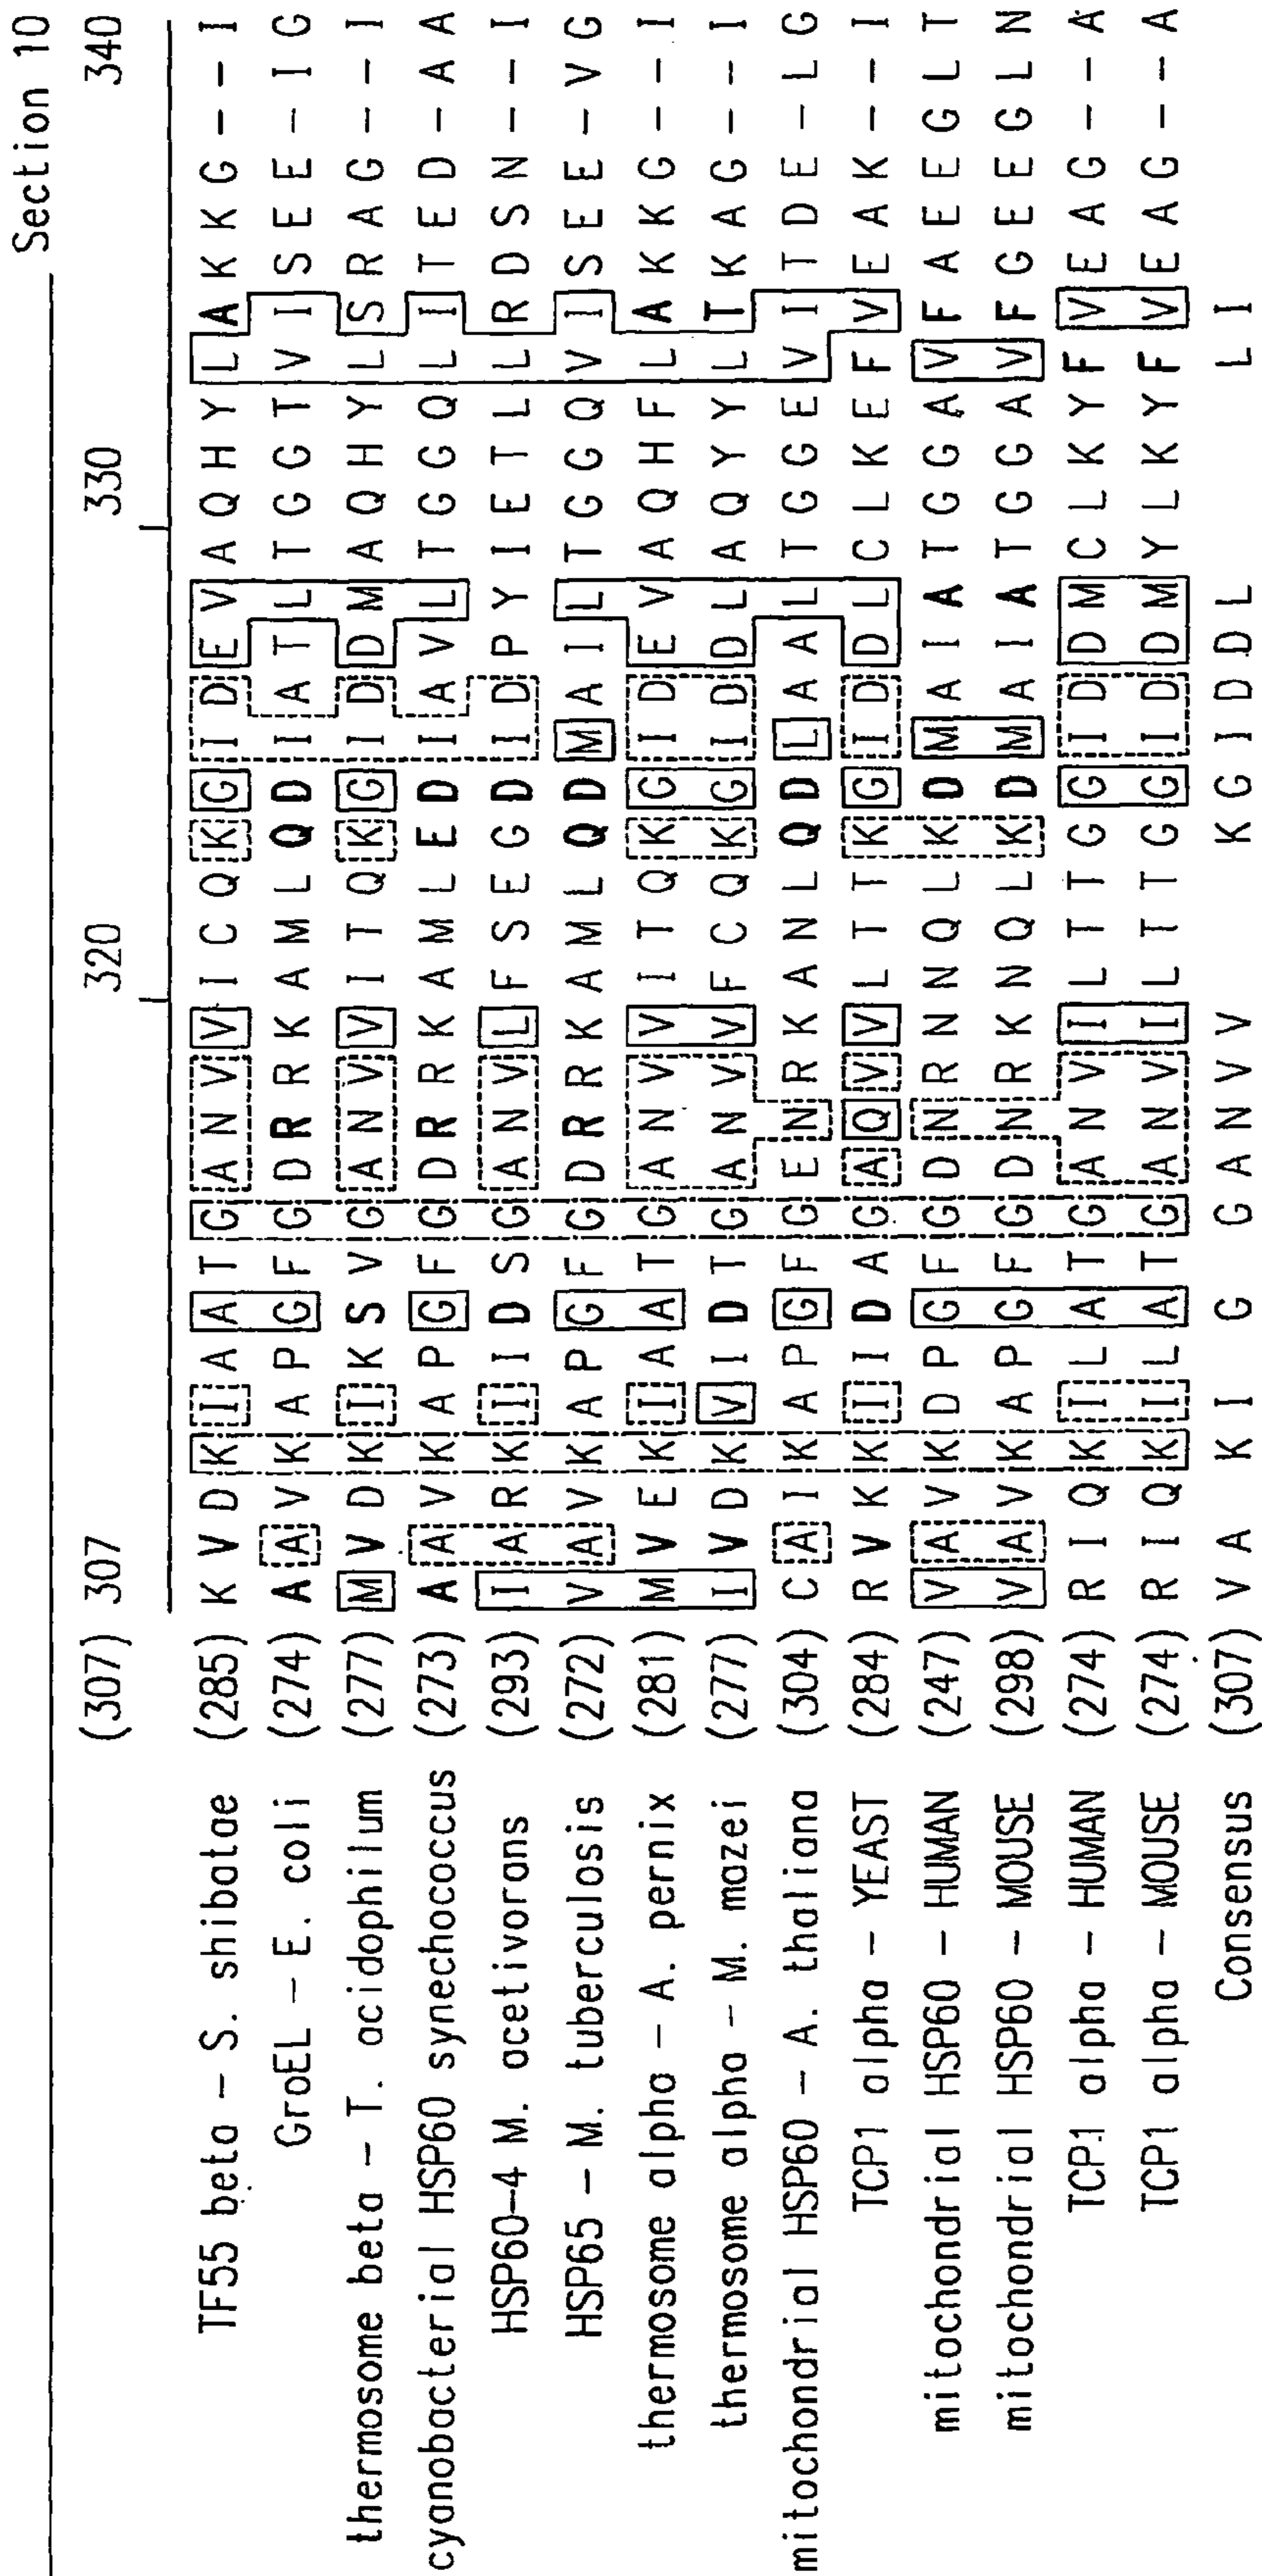 Section 10
(307) 307 320 330 340
TF55 beta - S. shibatae (285) K V D K I A A T G A N V V I C Q K G I D E V A Q H Y L A K K G - - I
GroEL - E. coli (274) A A V K A P G F G D R R K A M L Q D I A T L T G G T V I S E E - I G
thermosome beta - T. acidophilum (277) M V D K I K S V G A N V V I T Q K G I D D M A Q H Y L S R A G - - I
cyanobacterial HSP60 synechococcus (273) A A V K A P G F G D R R K A M L E D I A V L T G G Q L I T E D - A A
HSP60-4 M. acetivorans (293) I A R K I I D S G A N V L F S E G D I D P Y I E T L L R D S N - - I
HSP65 - M. tuberculosis (272) V A V K A P G F G D R R K A M L Q D M A I L T G G Q V I S E E - V G
thermosome alpha - A. pernix (281) M V E K I A A T G A N V V I T Q K G I D E V A Q H F L A K K G - - I
thermosome alpha - M. mazei (277) I V D K V I D T G A N V V F C Q K G I D D L A Q Y Y L T K A G - - I
mitochondrial HSP60 - A. thaliana (304) C A I K A P G F G E N R K A N L Q D L A A L T G G E V I T D E - L G
TCP1 alpha - YEAST (284) R V K K I I D A G A Q V V L T T K G I D D L C L K E F V E A K - - I
mitochondrial HSP60 - HUMAN (247) V A V K D P G F G D N R N N Q L K D M A I A T G G A V F A E E G L T
mitochondrial HSP60 - MOUSE (298) V A V K A P G F G D N R K N Q L K D M A I A T G G A V F G E E G L N
TCP1 alpha - HUMAN (274) R I Q K I L A T G A N V I L T T G G I D D M C L K Y F V E A G - - A
TCP1 alpha - MOUSE (274) R I Q K I L A T G A N V I L T T G G I D D M Y L K Y F V E A G - - A
Consensus (307) V A K I G G A N V V K G I D D L L I